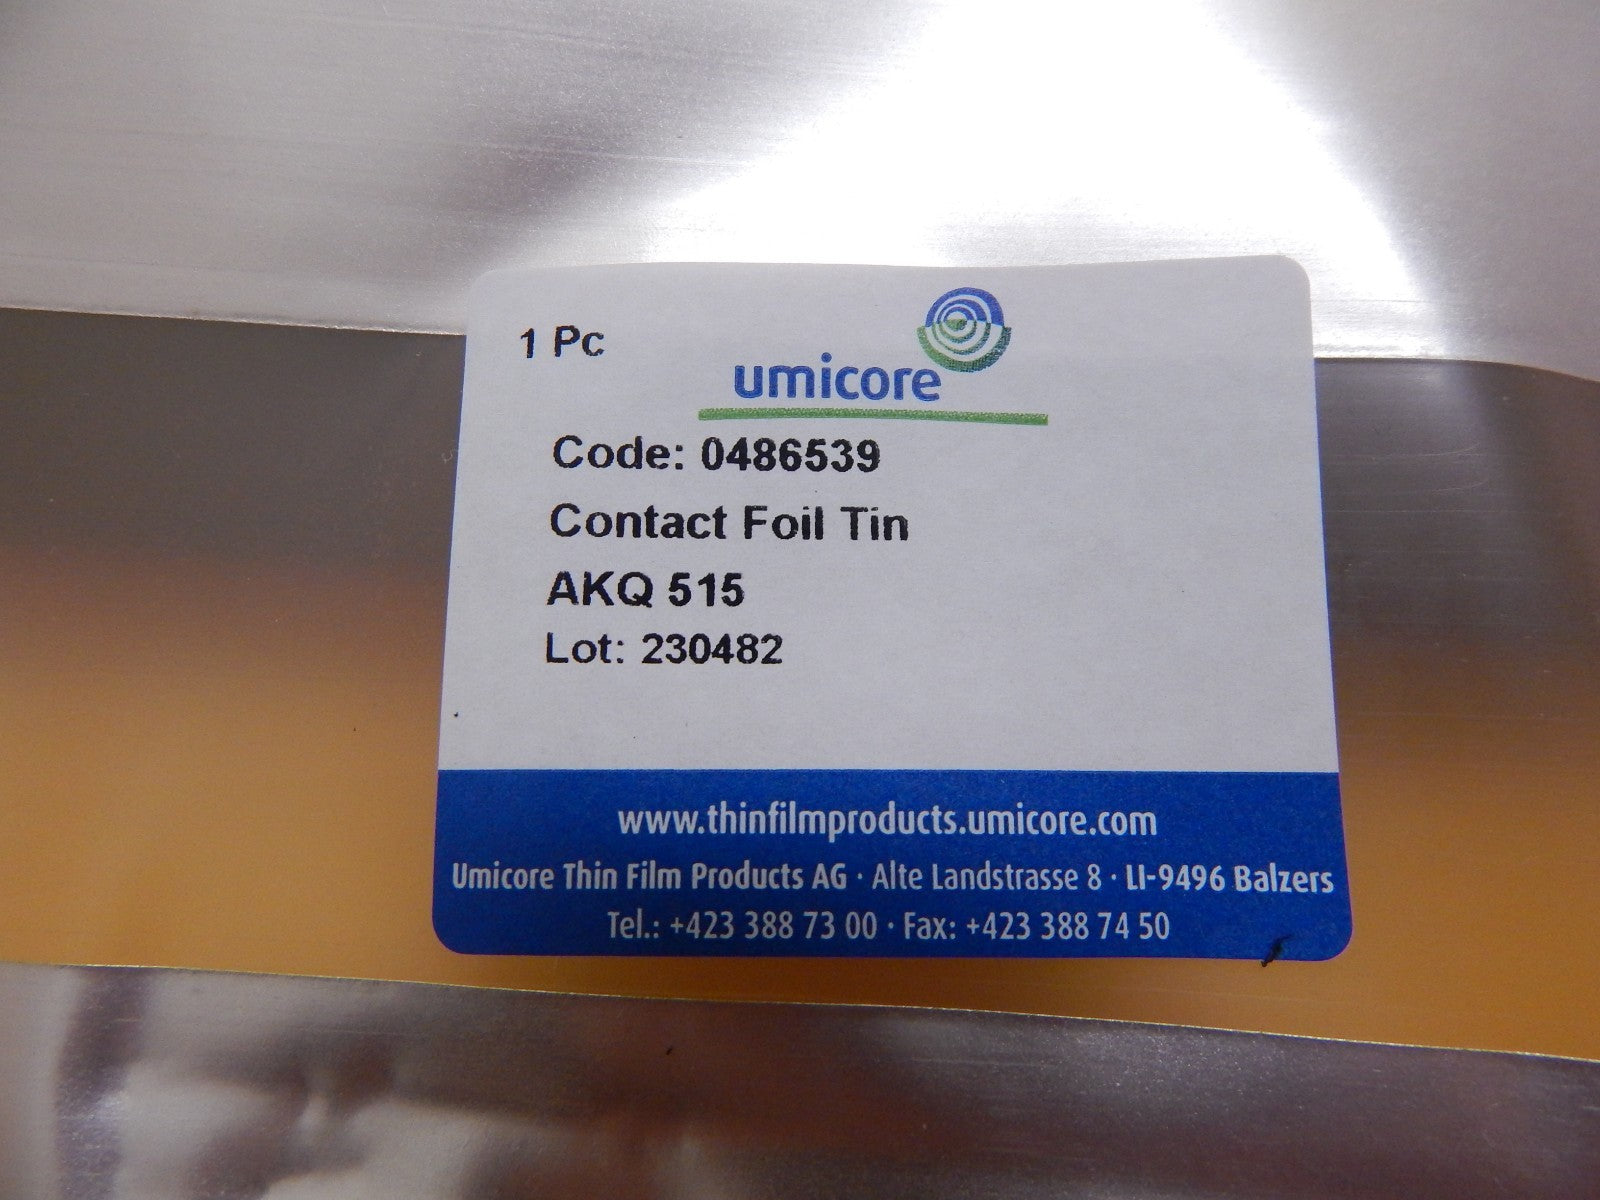 1 Pc
umicore
Code: 0486539
Contact Foil Tin
AKQ 515
Lot: 230482
www.thinfilmproducts.umicore.com
Umicore Thin Film Products AG · Alte Landstrasse 8 · LI-9496 Balzers
Tel.: +423 388 73 00 · Fax: +423 388 74 50